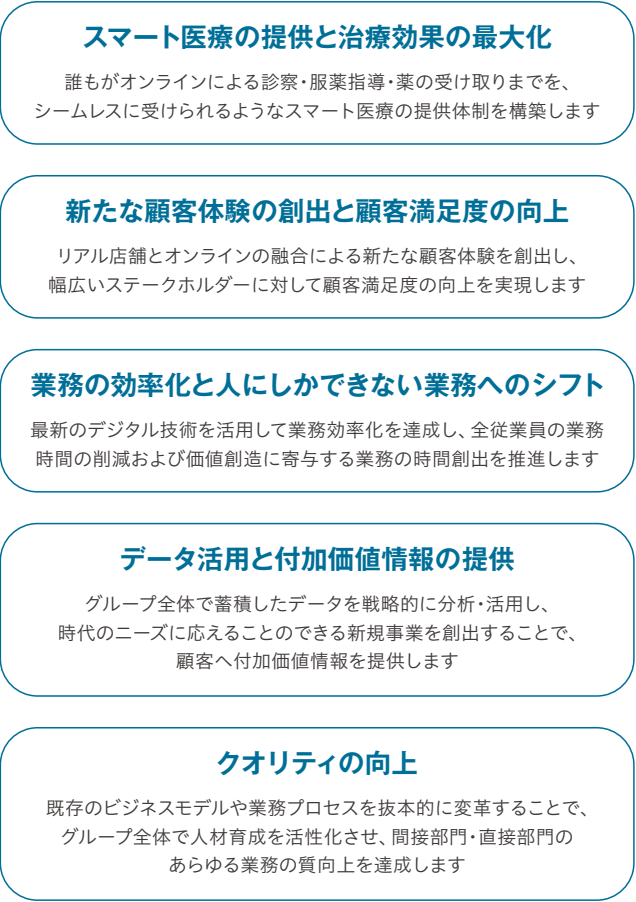 スマート医療の提供と治療効果の最大化
誰もがオンラインによる診察・服薬指導・薬の受け取りまでを、
シームレスに受けられるようなスマート医療の提供体制を構築します
新たな顧客体験の創出と顧客満足度の向上
リアル店舗とオンラインの融合による新たな顧客体験を創出し、
幅広いステークホルダーに対して顧客満足度の向上を実現します
業務の効率化と人にしかできない業務へのシフト
最新のデジタル技術を活用して業務効率化を達成し、全従業員の業務
時間の削減および価値創造に寄与する業務の時間創出を推進します
データ活用と付加価値情報の提供
グループ全体で蓄積したデータを戦略的に分析・活用し、
時代のニーズに応えることのできる新規事業を創出することで、
顧客へ付加価値情報を提供します
クオリティの向上
既存のビジネスモデルや業務プロセスを抜本的に変革することで、
グループ全体で人材育成を活性化させ、間接部門・直接部門の
あらゆる業務の質向上を達成します